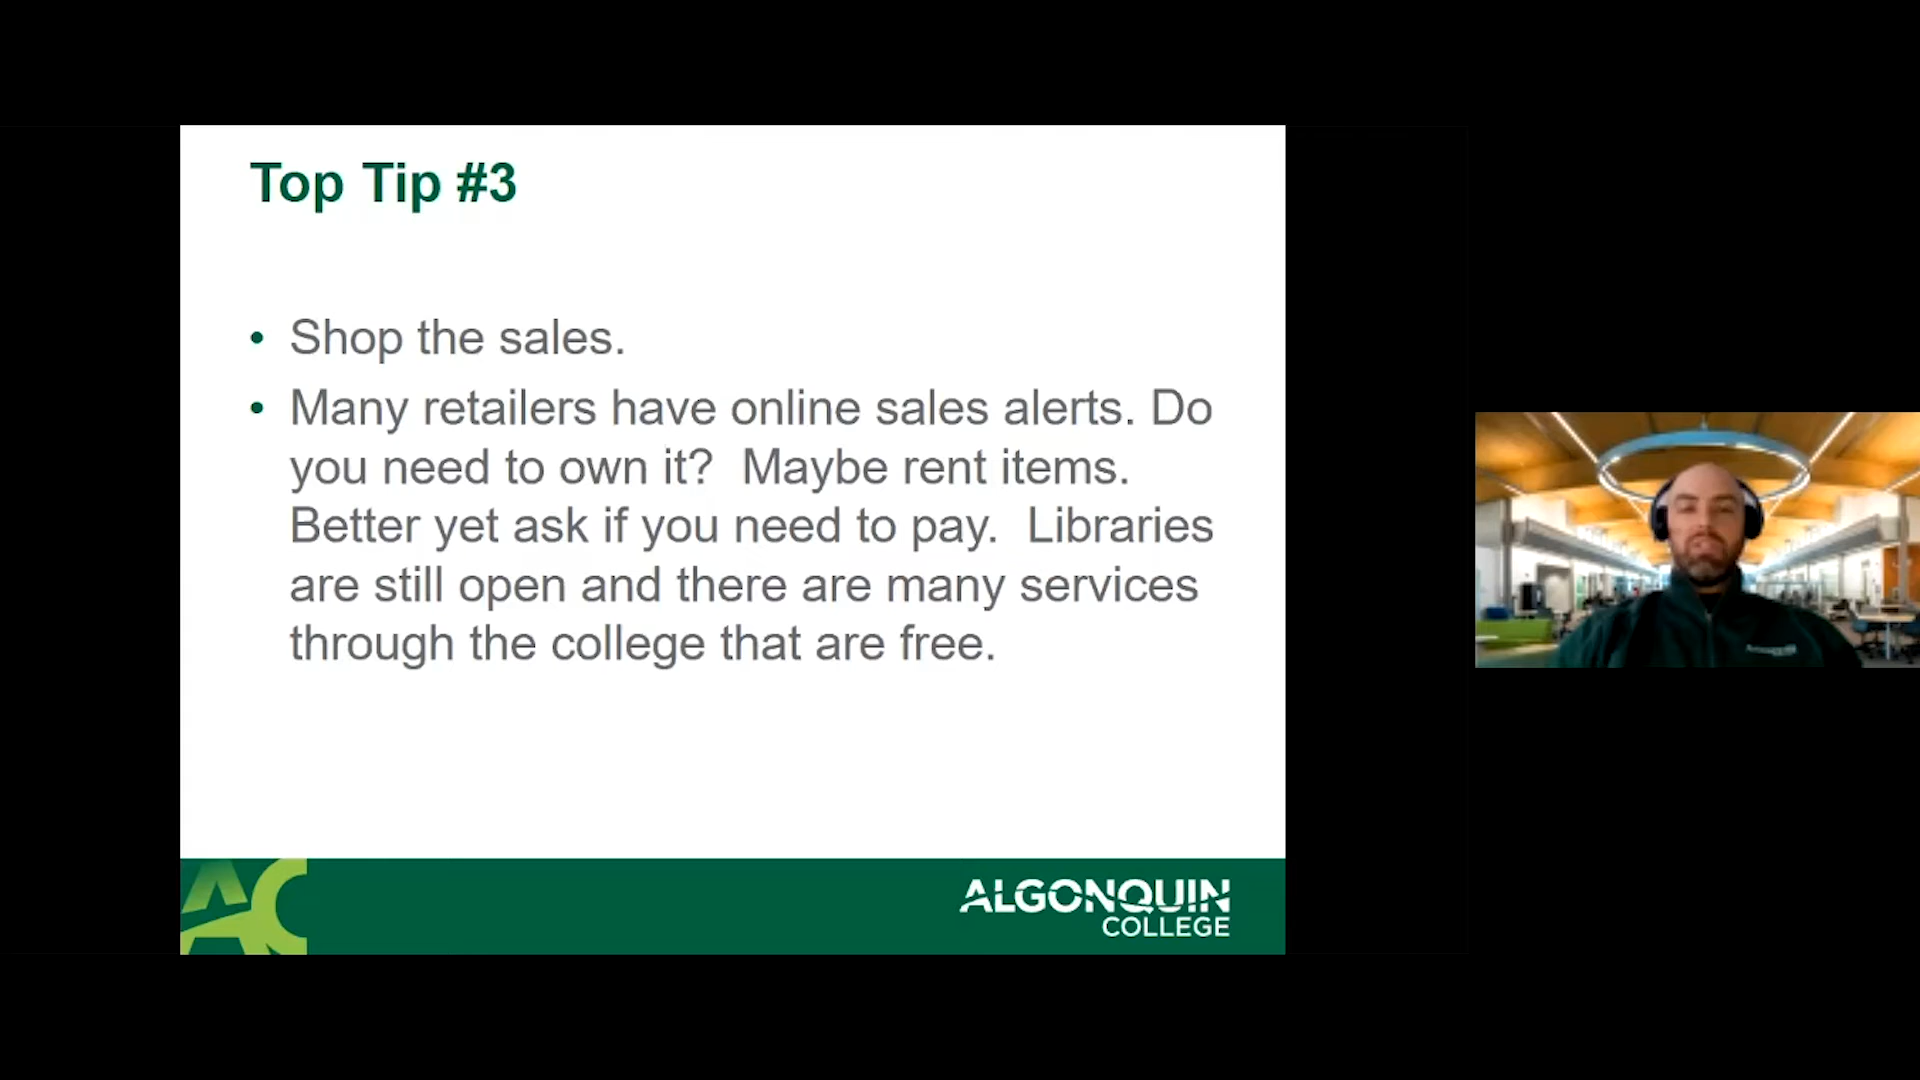 Top Tip #3
• Shop the sales.
• Many retailers have online sales alerts. Do
you need to own it?  Maybe rent items.
Better yet ask if you need to pay.  Libraries
are still open and there are many services
through the college that are free.
AC
ALGONQUIN
COLLEGE